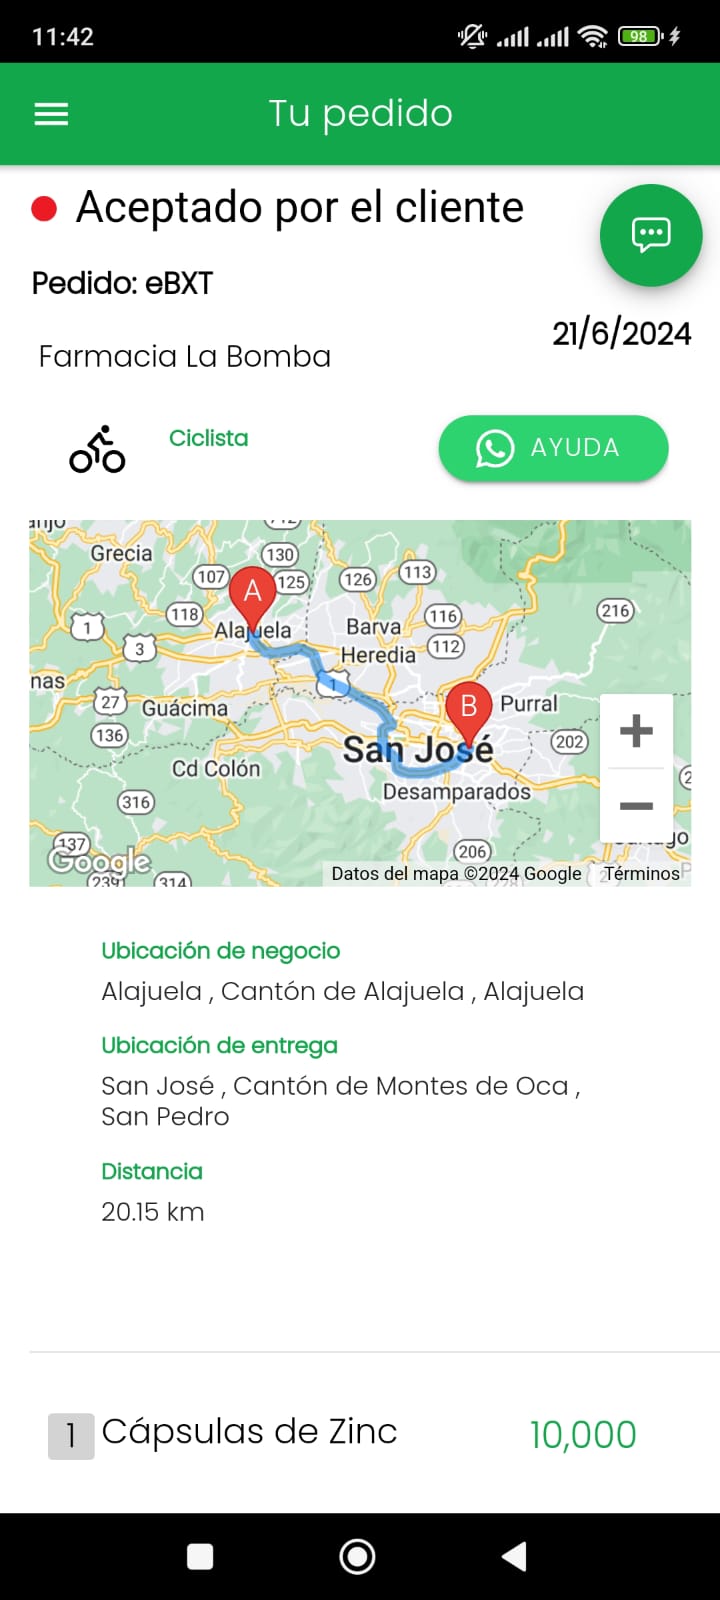 11:42
98
Tu pedido
Aceptado por el cliente
Pedido: eBXT
21/6/2024
Farmacia La Bomba
Ciclista
AYUDA
Grecia
130
107
125
126
113
A
118
216
1
Alajuela
Barva
116
3
Heredia
112
nas
1
27
Guácima
B
Purral
136
San José
202
Cd Colón
Desamparados
316
137
206
Google
239
314
Datos del mapa ©2024 Google
Términos
Ubicación de negocio
Alajuela , Cantón de Alajuela , Alajuela
Ubicación de entrega
San José , Cantón de Montes de Oca ,
San Pedro
Distancia
20.15 km
1 Cápsulas de Zinc 10,000